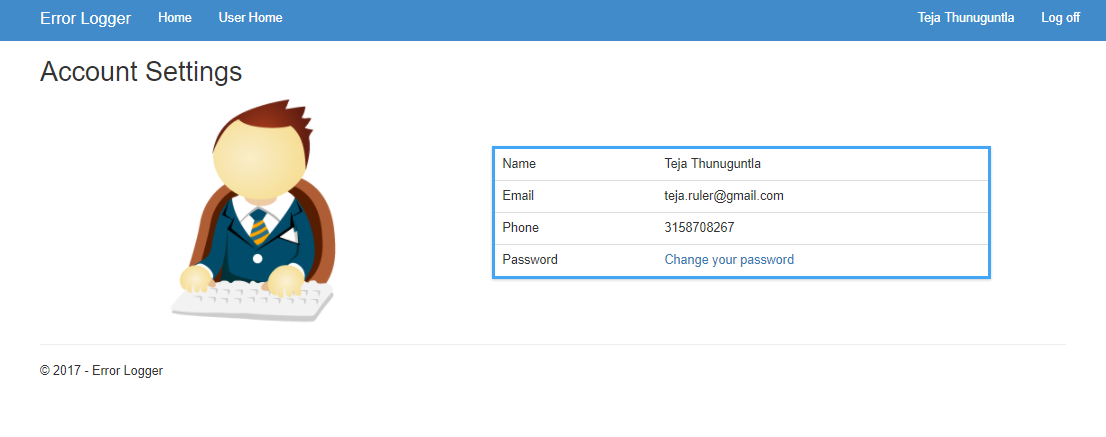 Error Logger Home User Home Teja Thunuguntla Log off
Account Settings
Name Teja Thunuguntla
Email teja.ruler@gmail.com
Phone 3158708267
Password Change your password
© 2017 - Error Logger